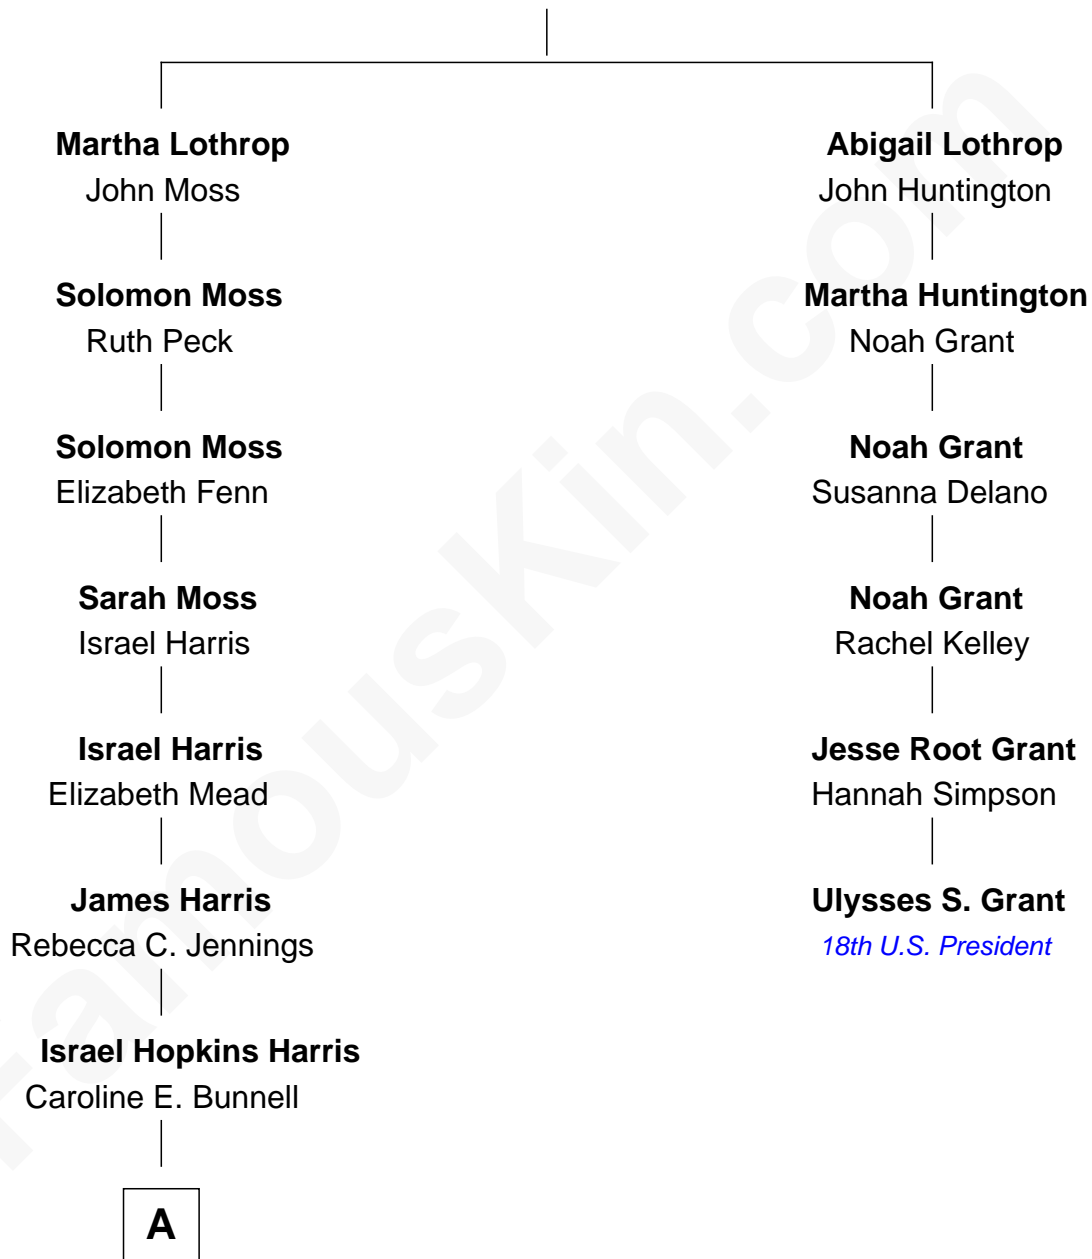 Martha Lothrop
John Moss
Solomon Moss
Ruth Peck
Solomon Moss
Elizabeth Fenn
Sarah Moss
Israel Harris
Israel Harris
Elizabeth Mead
James Harris
Rebecca C. Jennings
Israel Hopkins Harris
Caroline E. Bunnell
A
Abigail Lothrop
John Huntington
Martha Huntington
Noah Grant
Noah Grant
Susanna Delano
Noah Grant
Rachel Kelley
Jesse Root Grant
Hannah Simpson
Ulysses S. Grant
18th U.S. President
FamousKin.com